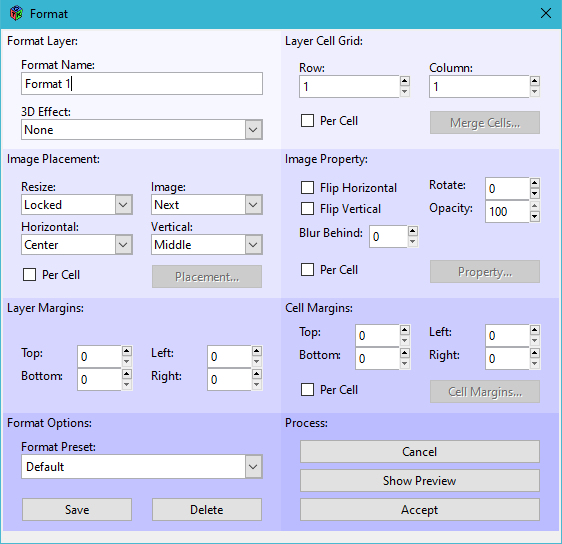 Format
Format Layer:
Format Name:
Format 1
3D Effect:
None
Layer Cell Grid:
Row: Column:
1 1
Per Cell Merge Cells...
Image Placement:
Resize: Image:
Locked Next
Horizontal: Vertical:
Center Middle
Per Cell Placement...
Image Property:
Flip Horizontal Rotate: 0
Flip Vertical Opacity: 100
Blur Behind: 0
Per Cell Property...
Layer Margins:
Top: 0 Left: 0
Bottom: 0 Right: 0
Cell Margins:
Top: 0 Left: 0
Bottom: 0 Right: 0
Per Cell Cell Margins...
Format Options:
Format Preset:
Default
Save Delete
Process:
Cancel
Show Preview
Accept